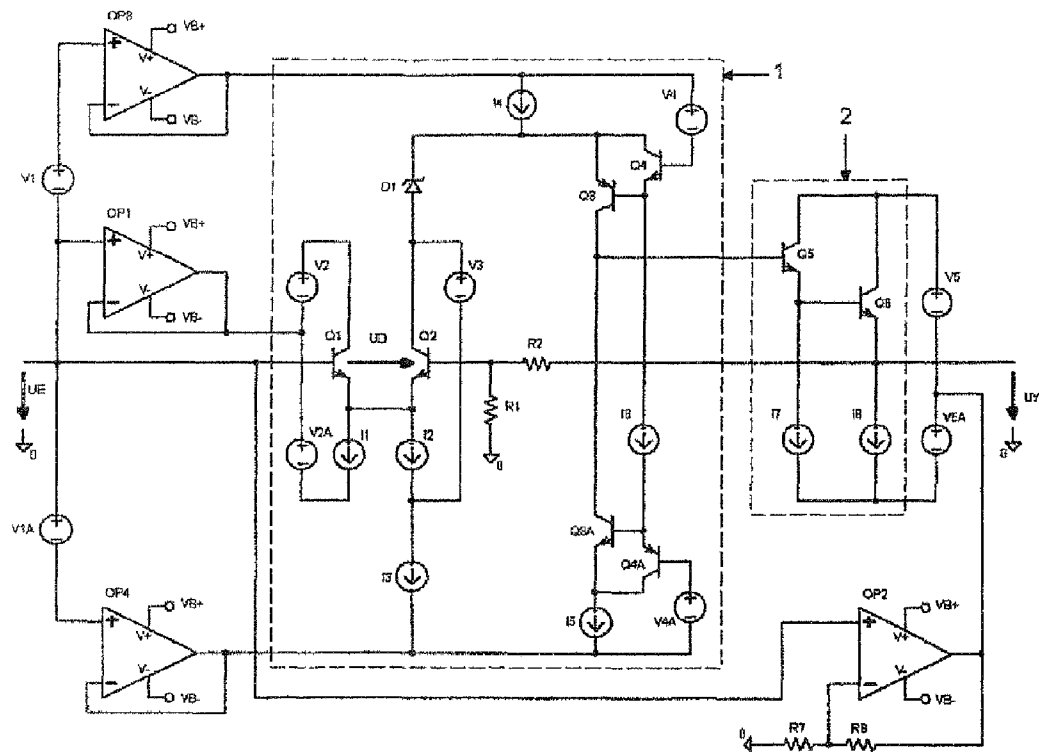 OP3
VB+
V+
V-
VB-
1
I4
V4
2
D1
Q3
Q4
V1
OP1
VB+
V+
V-
VB-
V2
V3
Q5
Q6
V5
Q1
UD
Q2
R2
UE
0
R1
0
V2A
I1
I2
I6
I7
I8
UY
0
V1A
Q3A
Q4A
I3
I5
V4A
OP4
VB+
V+
V-
VB-
OP2
VB+
V+
V-
VB-
0
R7
R8